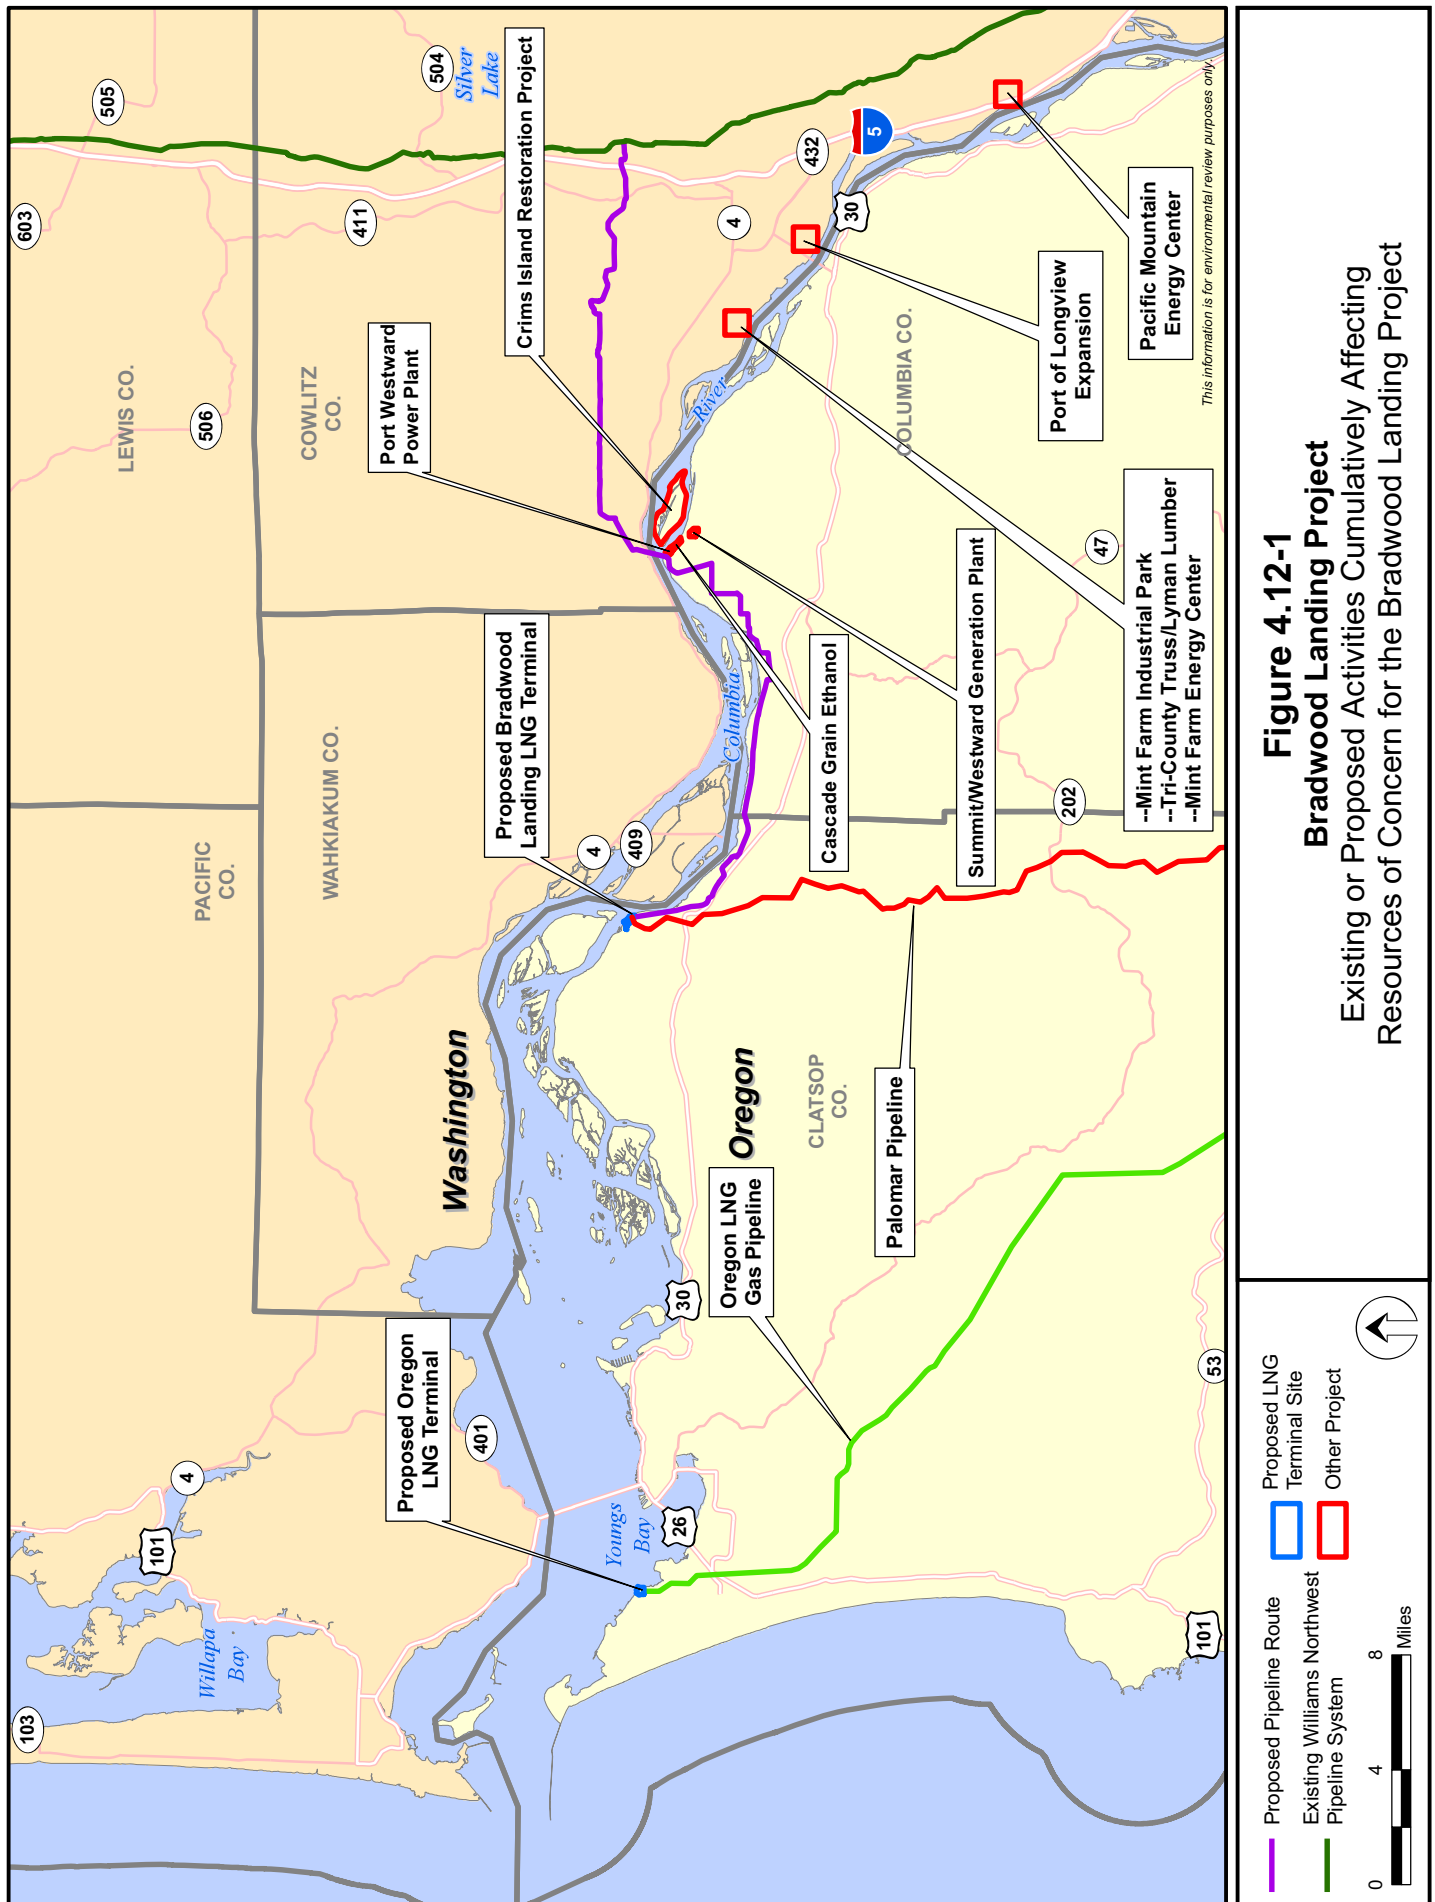 603
505
504
Silver
Lake
LEWIS CO.
506
411
COWLITZ
CO.
Crims Island Restoration Project
Port Westward
Power Plant
4
432
5
30
PACIFIC
CO.
WAHKIAKUM CO.
Proposed Bradwood
Landing LNG Terminal
4
409
Columbia
River
COLUMBIA CO.
Port of Longview
Expansion
Pacific Mountain
Energy Center
This information is for environmental review purposes only.
Cascade Grain Ethanol
Summit/Westward Generation Plant
47
202
--Mint Farm Industrial Park
--Tri-County Truss/Lyman Lumber
--Mint Farm Energy Center
Washington
Oregon
CLATSOP
CO.
Palomar Pipeline
Oregon LNG
Gas Pipeline
30
Proposed Oregon
LNG Terminal
401
4
101
Willapa
Bay
103
Youngs
Bay
26
53
101
Figure 4.12-1
Bradwood Landing Project
Existing or Proposed Activities Cumulatively Affecting
Resources of Concern for the Bradwood Landing Project
Proposed Pipeline Route
Existing Williams Northwest
Pipeline System
Proposed LNG
Terminal Site
Other Project
0 4 8
Miles